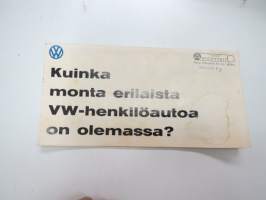 Kuinka
monta erilaista
VW-henkilöautoa
on olemassa?